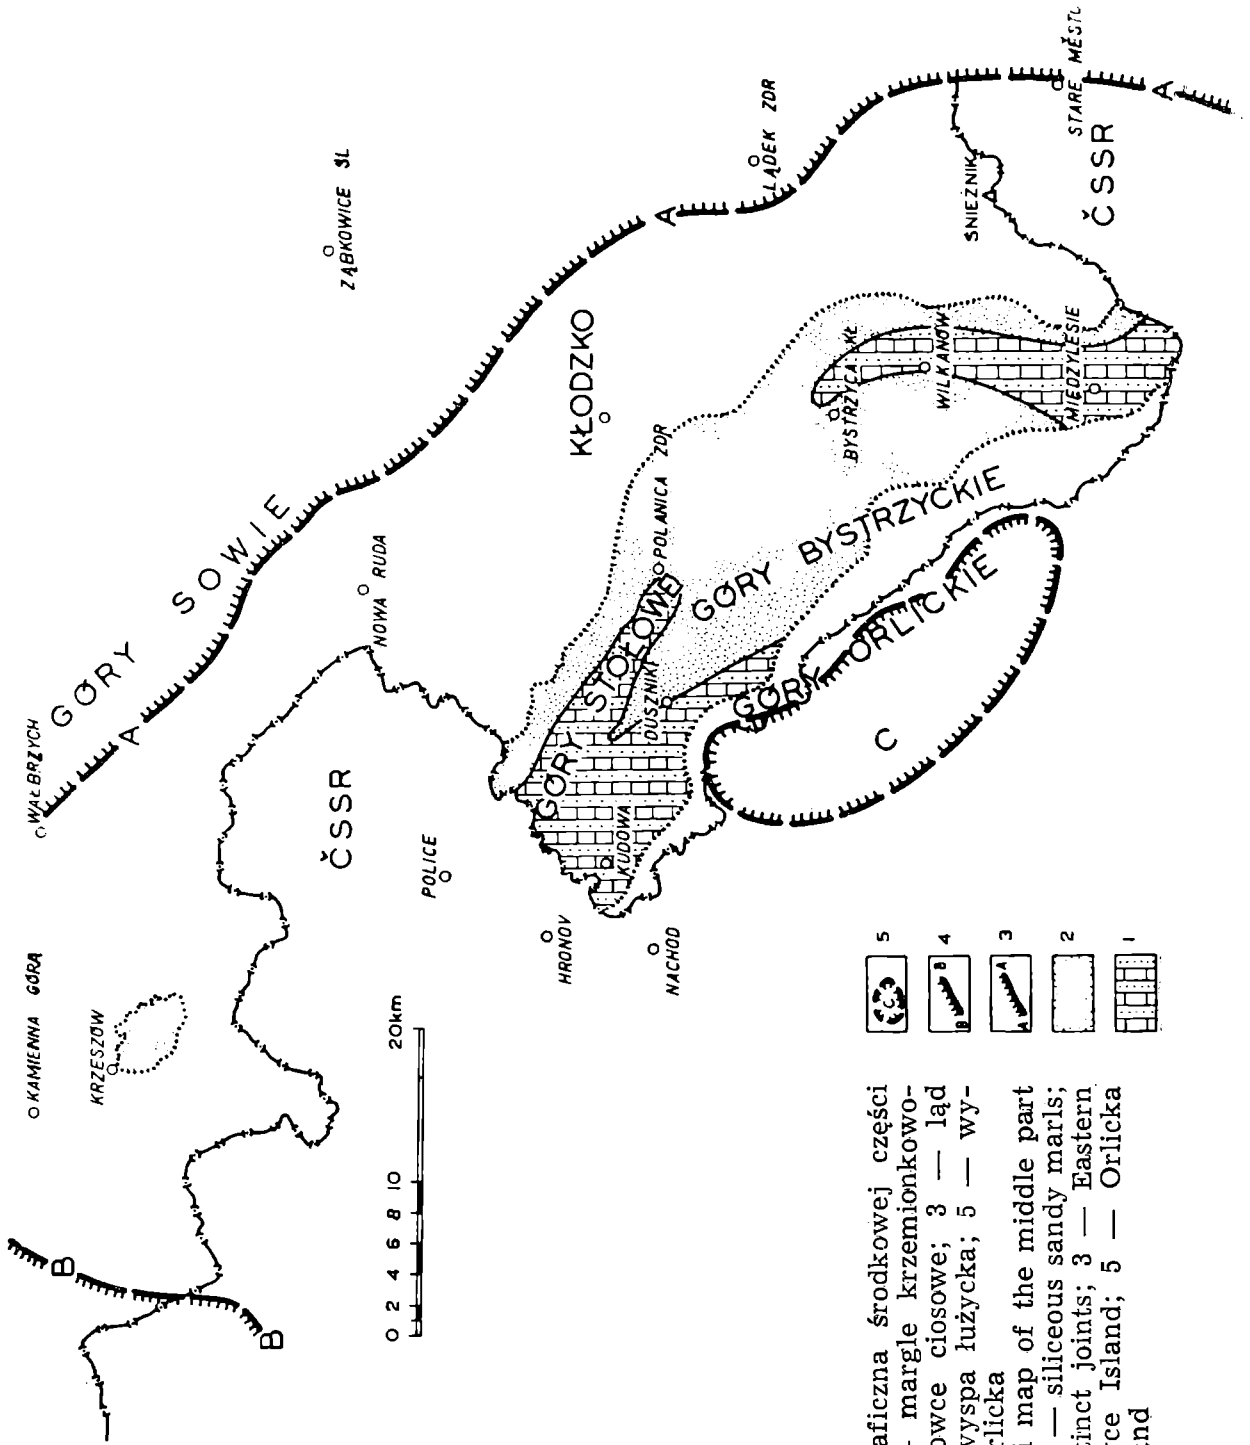 WAŁBRZYCH
GÓRY SOWIE
A
A
A
A
ZĄBKOWICE ŚL
LĄDEK ZDR
STARE MĚSTO
ŚNIEŻNIK
ČSSR
KŁODZKO
NOWA RUDA
ČSSR
POLICE
HRONOV
NACHOD
KAMIENNA GÓRA
KRZESZÓW
B
B
GÓRY STOŁOWE
POLANICA ZDR
DUSZNIKI
KUDOWA
GÓRY BYSTRZYCKIE
GÓRY ORLICKIE
C
BYSTRZYCA KŁ
WILKANÓW
MIĘDZYLESIE
0 2 4 6 8 10 20km
C 5
B B 4
A A 3
2
1
aficzna środkowej części
- margle krzemionkowo-
owce ciosowe; 3 — ląd
wyspa łużycka; 5 — wy-
rlicka
l map of the middle part
— siliceous sandy marls;
tinct joints; 3 — Eastern
rce Island; 5 — Orlicka
nd